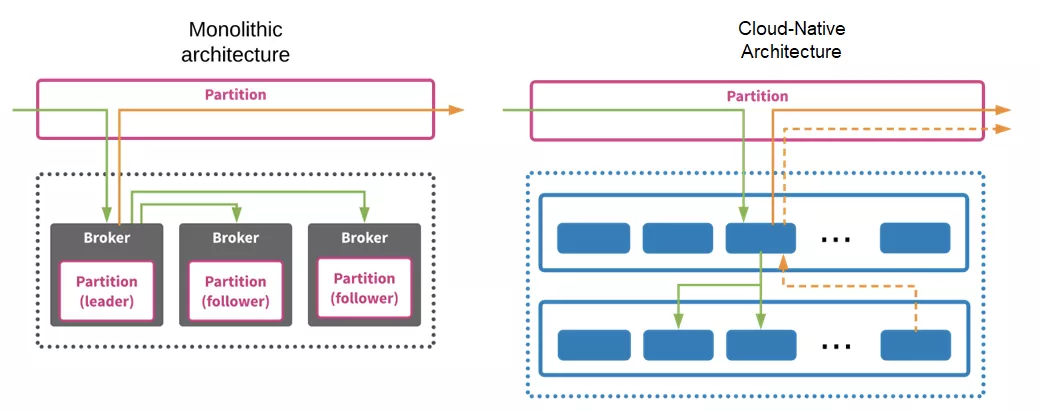 Monolithic
architecture
Partition
Broker
Partition
(leader)
Broker
Partition
(follower)
Broker
Partition
(follower)
Cloud-Native
Architecture
Partition
...
...